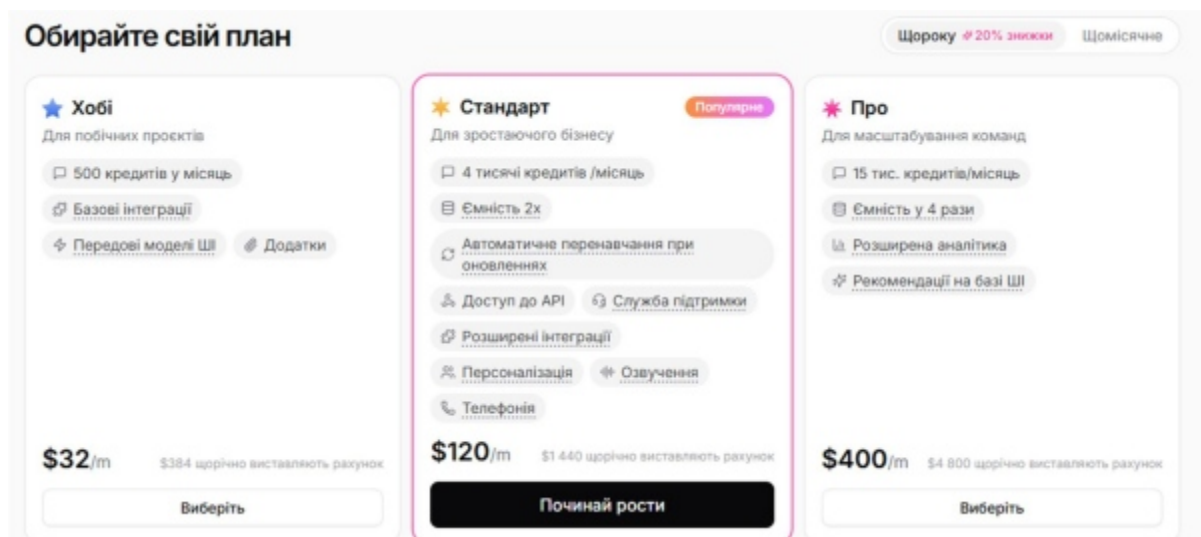 Обирайте свій план
Щороку 20% знижки Щомісячне
Хобі
Для побічних проєктів
500 кредитів у місяць
Базові інтеграції
Передові моделі ШІ Додатки
$32/m $384 щорічно виставляють рахунок
Виберіть
Стандарт Популярне
Для зростаючого бізнесу
4 тисячі кредитів /місяць
Ємність 2x
Автоматичне перенавчання при
оновленнях
Доступ до API Служба підтримки
Розширені інтеграції
Персоналізація Озвучення
Телефонія
$120/m $1 440 щорічно виставляють рахунок
Починай рости
Про
Для масштабування команд
15 тис. кредитів/місяць
Ємність у 4 рази
Розширена аналітика
Рекомендації на базі ШІ
$400/m $4 800 щорічно виставляють рахунок
Виберіть